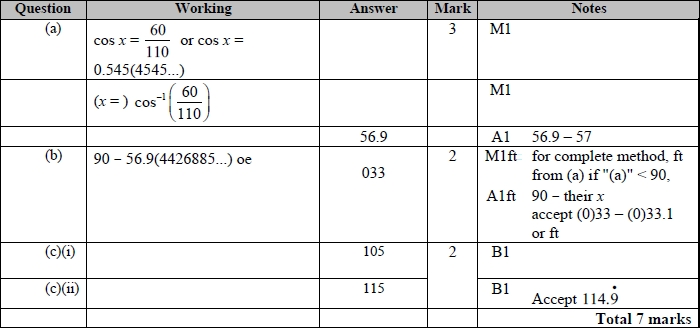 Question Working Answer Mark Notes
(a) cos x = 60/110 or cos x = 3 M1
0.545(4545...)
(x = ) cos⁻¹(60/110) M1
56.9 A1 56.9 – 57
(b) 90 – 56.9(4426885...) oe 033 2 M1ft for complete method, ft
from (a) if "(a)" < 90,
A1ft 90 – their x
accept (0)33 – (0)33.1
or ft
(c)(i) 105 2 B1
(c)(ii) 115 B1 Accept 114.9̇
Total 7 marks